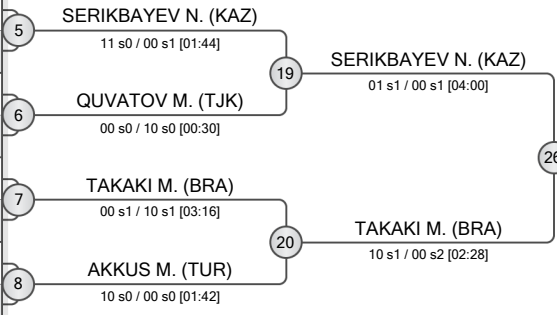 5
SERIKBAYEV N. (KAZ)
11 s0 / 00 s1 [01:44]
19
SERIKBAYEV N. (KAZ)
01 s1 / 00 s1 [04:00]
6
QUVATOV M. (TJK)
00 s0 / 10 s0 [00:30]
26
7
TAKAKI M. (BRA)
00 s1 / 10 s1 [03:16]
20
TAKAKI M. (BRA)
10 s1 / 00 s2 [02:28]
8
AKKUS M. (TUR)
10 s0 / 00 s0 [01:42]